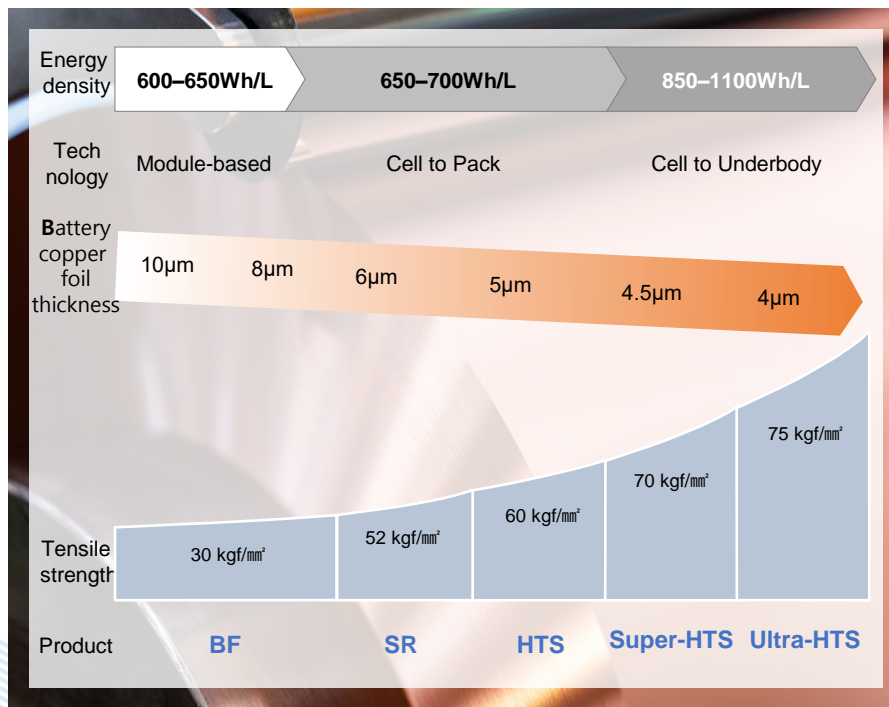 Energy
density
600–650Wh/L
650–700Wh/L
850–1100Wh/L
Tech
nology
Module-based
Cell to Pack
Cell to Underbody
Battery
copper
foil
thickness
10μm
8μm
6μm
5μm
4.5μm
4μm
Tensile
strength
30 kgf/㎟
52 kgf/㎟
60 kgf/㎟
70 kgf/㎟
75 kgf/㎟
Product
BF
SR
HTS
Super-HTS
Ultra-HTS